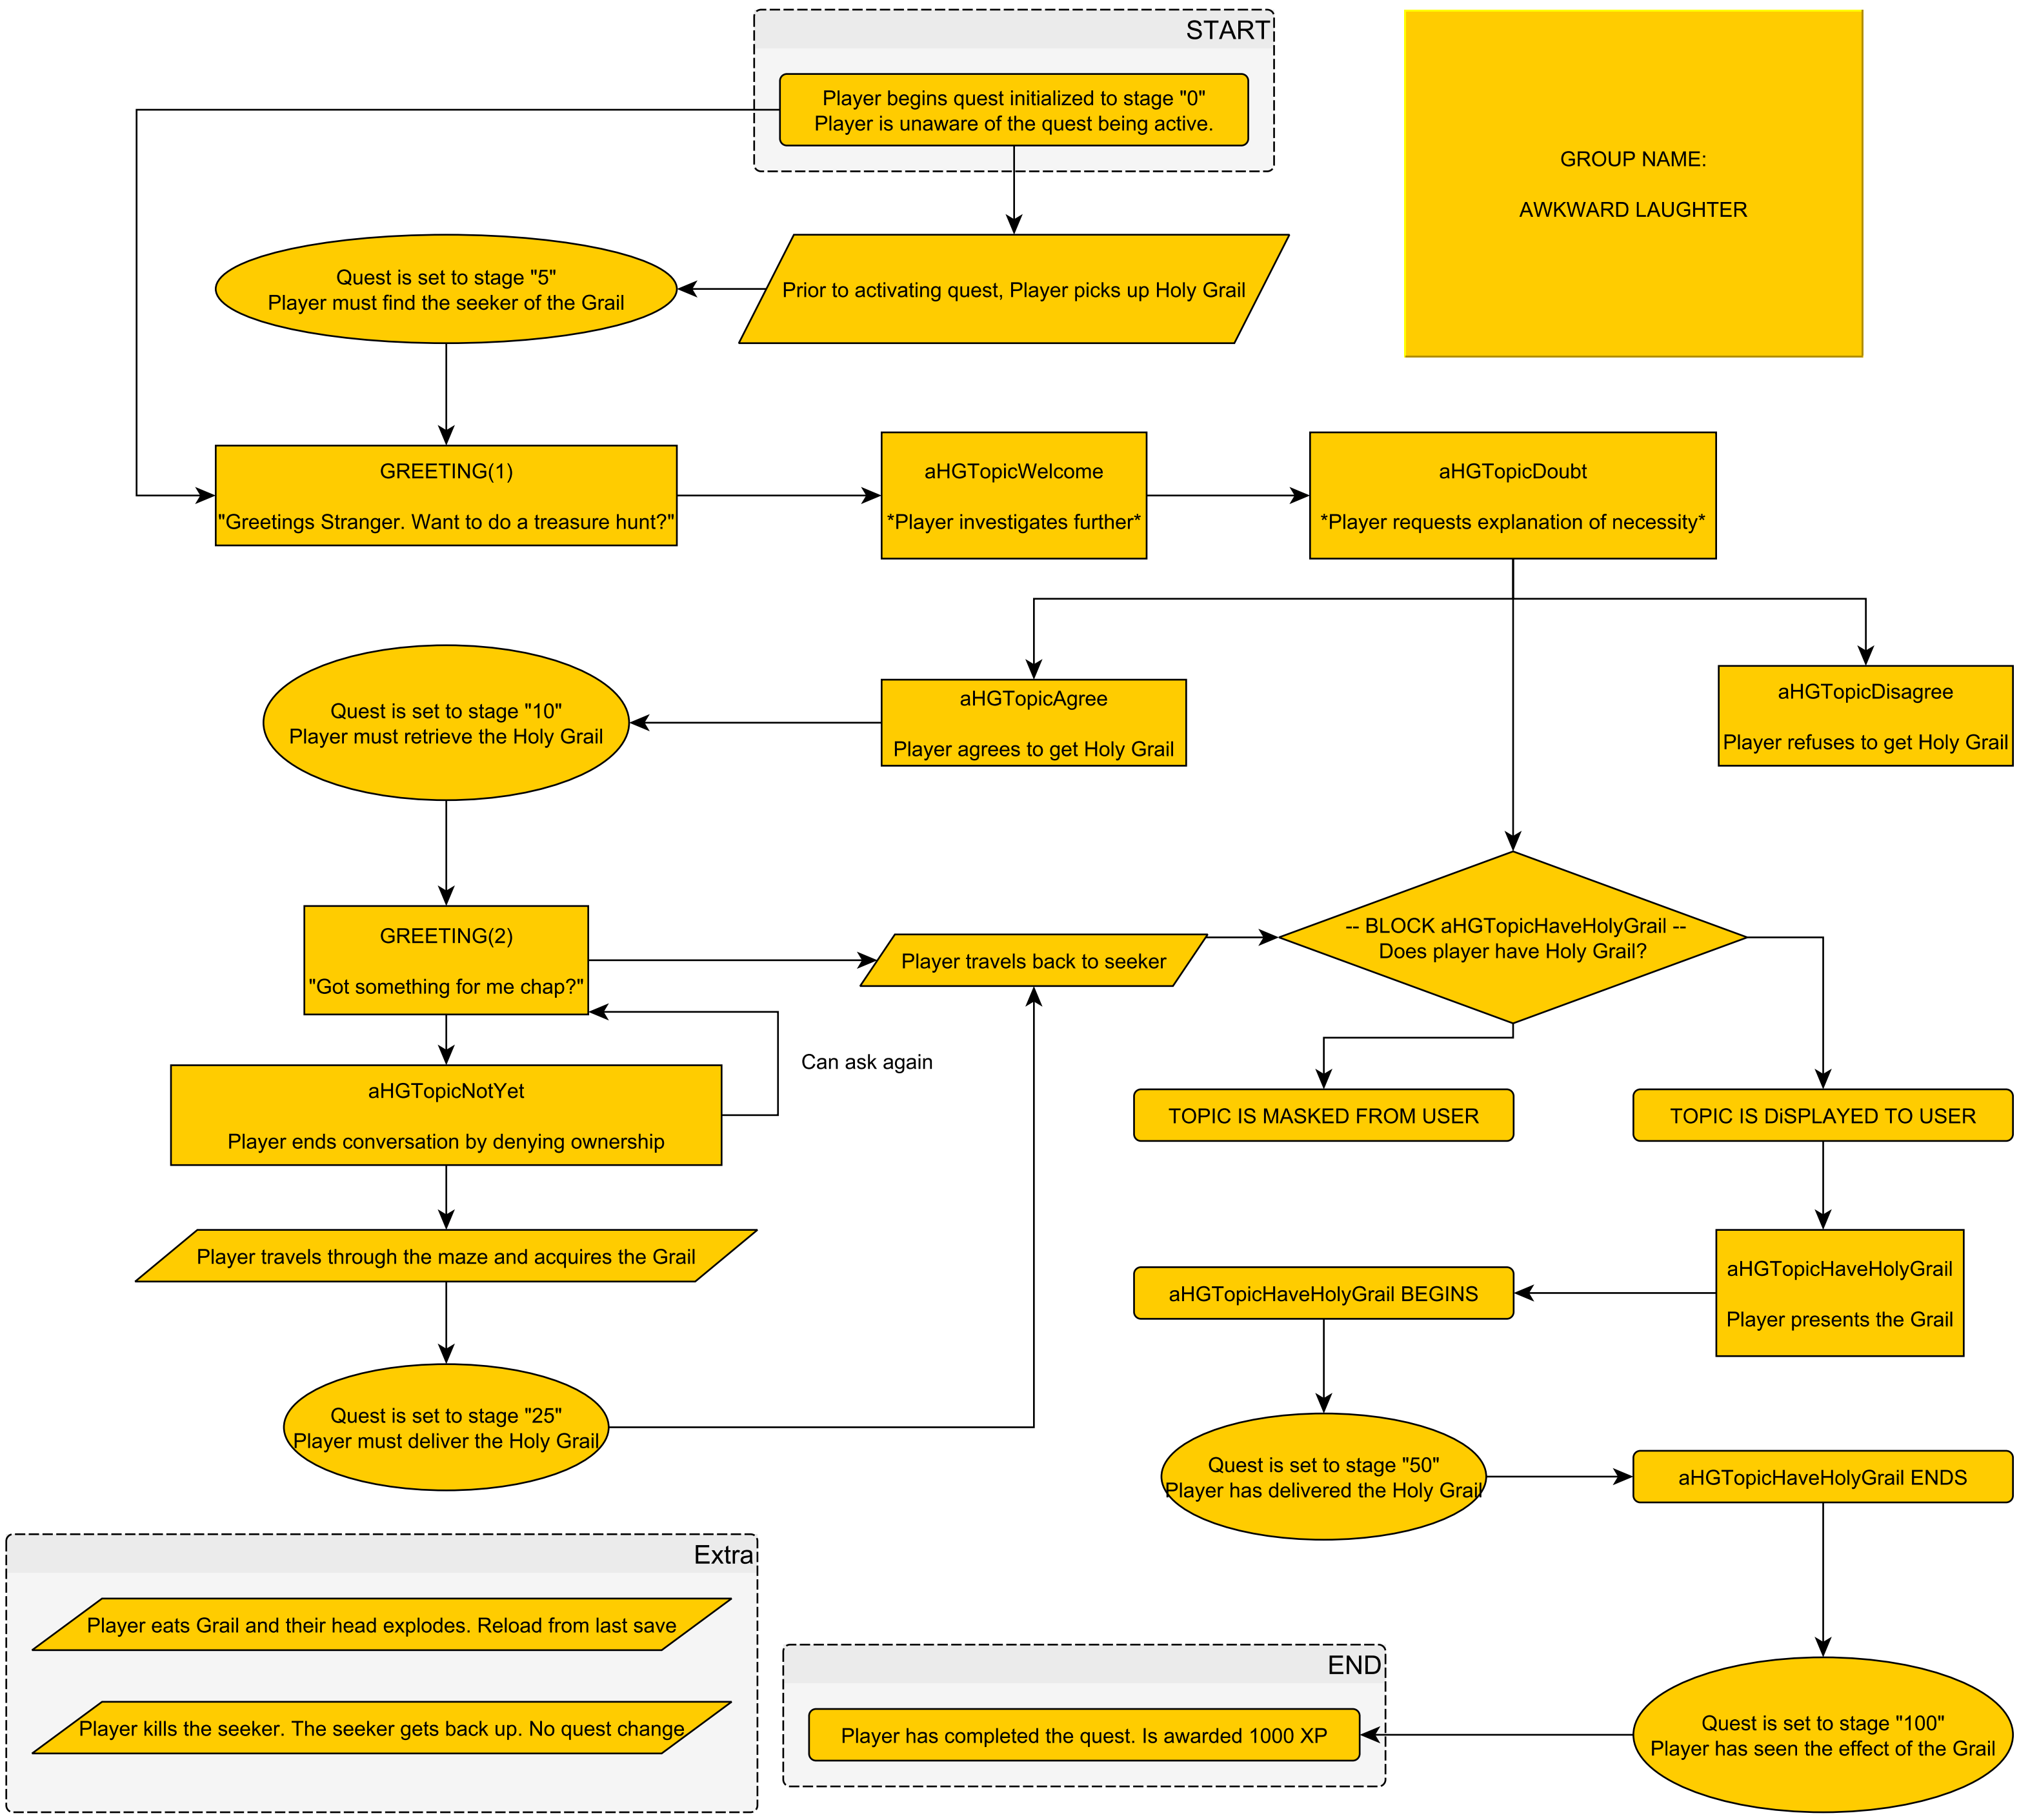 START
Player begins quest initialized to stage "0"
Player is unaware of the quest being active.
GROUP NAME:
AWKWARD LAUGHTER
Quest is set to stage "5"
Player must find the seeker of the Grail
Prior to activating quest, Player picks up Holy Grail
GREETING(1)
"Greetings Stranger. Want to do a treasure hunt?"
aHGTopicWelcome
*Player investigates further*
aHGTopicDoubt
*Player requests explanation of necessity*
Quest is set to stage "10"
Player must retrieve the Holy Grail
aHGTopicAgree
Player agrees to get Holy Grail
aHGTopicDisagree
Player refuses to get Holy Grail
GREETING(2)
"Got something for me chap?"
Player travels back to seeker
-- BLOCK aHGTopicHaveHolyGrail --
Does player have Holy Grail?
Can ask again
aHGTopicNotYet
Player ends conversation by denying ownership
TOPIC IS MASKED FROM USER
TOPIC IS DiSPLAYED TO USER
Player travels through the maze and acquires the Grail
aHGTopicHaveHolyGrail
Player presents the Grail
aHGTopicHaveHolyGrail BEGINS
Quest is set to stage "25"
Player must deliver the Holy Grail
Quest is set to stage "50"
Player has delivered the Holy Grail
aHGTopicHaveHolyGrail ENDS
Extra
Player eats Grail and their head explodes. Reload from last save
Player kills the seeker. The seeker gets back up. No quest change
END
Player has completed the quest. Is awarded 1000 XP
Quest is set to stage "100"
Player has seen the effect of the Grail